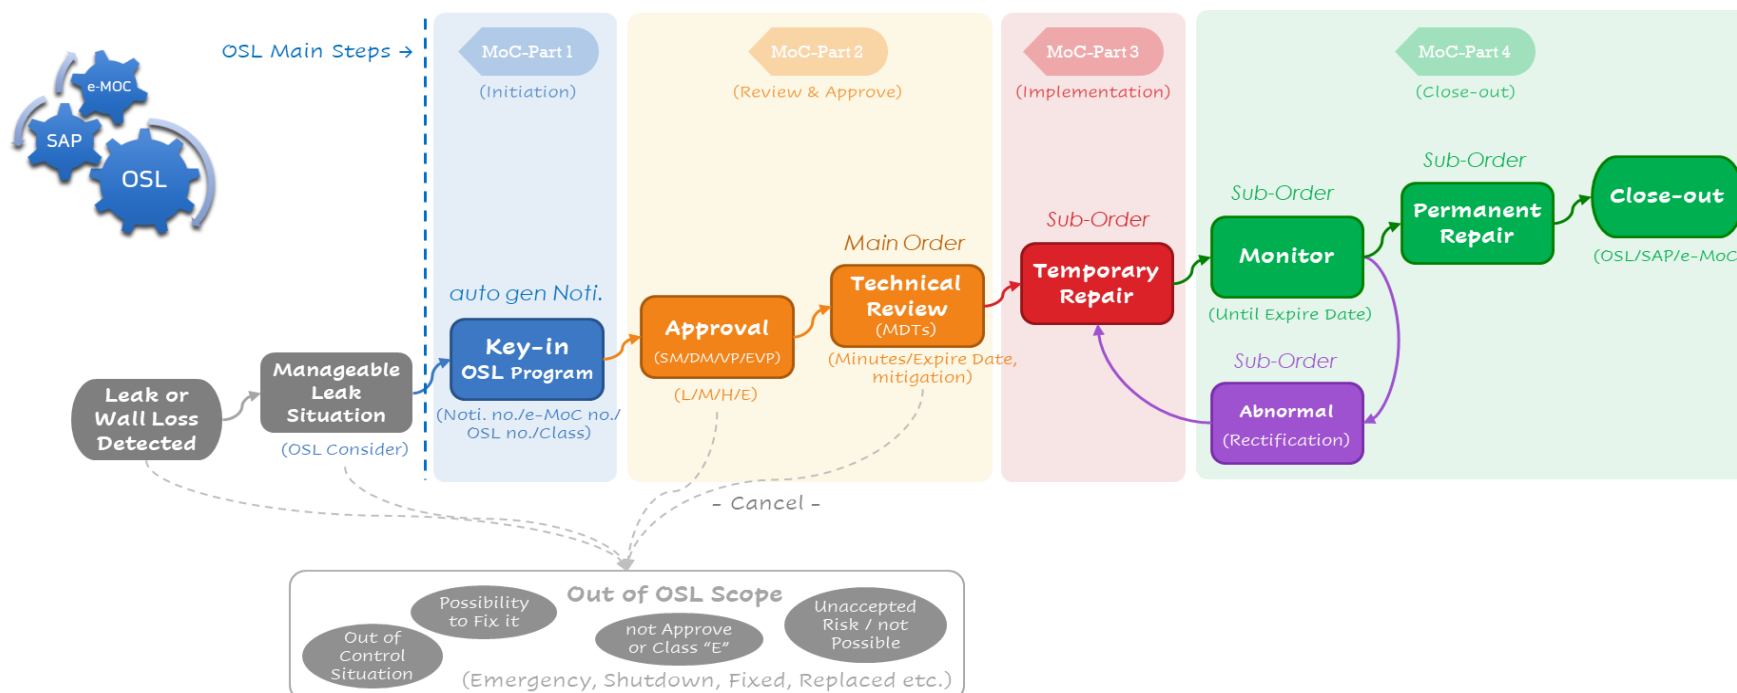 OSL Main Steps →
MoC-Part 1
(Initiation)
MoC-Part 2
(Review & Approve)
MoC-Part 3
(Implementation)
MoC-Part 4
(Close-out)
e-MOC
SAP
OSL
Leak or
Wall Loss
Detected
Manageable
Leak
Situation
(OSL Consider)
auto gen Noti.
Key-in
OSL Program
(Noti. no./e-MoC no./
OSL no./Class)
Approval
(SM/DM/VP/EVP)
(L/M/H/E)
Main Order
Technical
Review
(MDTs)
(Minutes/Expire Date,
mitigation)
Sub-Order
Temporary
Repair
Sub-Order
Monitor
(Until Expire Date)
Sub-Order
Abnormal
(Rectification)
Sub-Order
Permanent
Repair
Close-out
(OSL/SAP/e-MoC
- Cancel -
Out of OSL Scope
Out of
Control
Situation
Possibility
to Fix it
not Approve
or Class “E”
Unaccepted
Risk / not
Possible
(Emergency, Shutdown, Fixed, Replaced etc.)